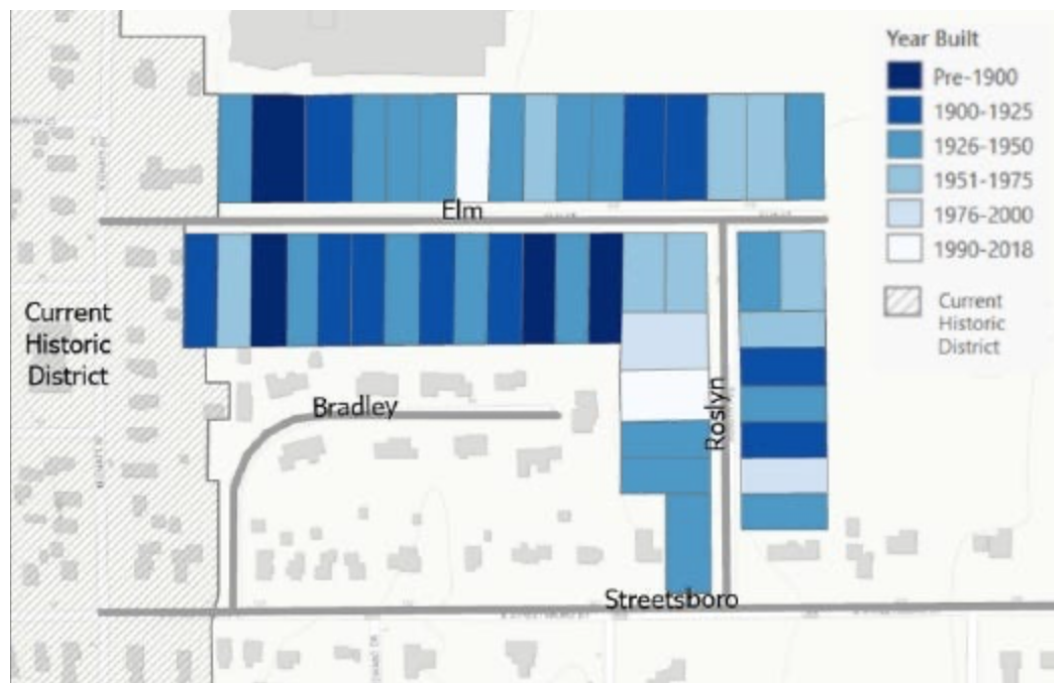 Year Built
Pre-1900
1900-1925
1926-1950
1951-1975
1976-2000
1990-2018
Current
Historic
District
Elm
Current
Historic
District
Bradley
Roslyn
Streetsboro